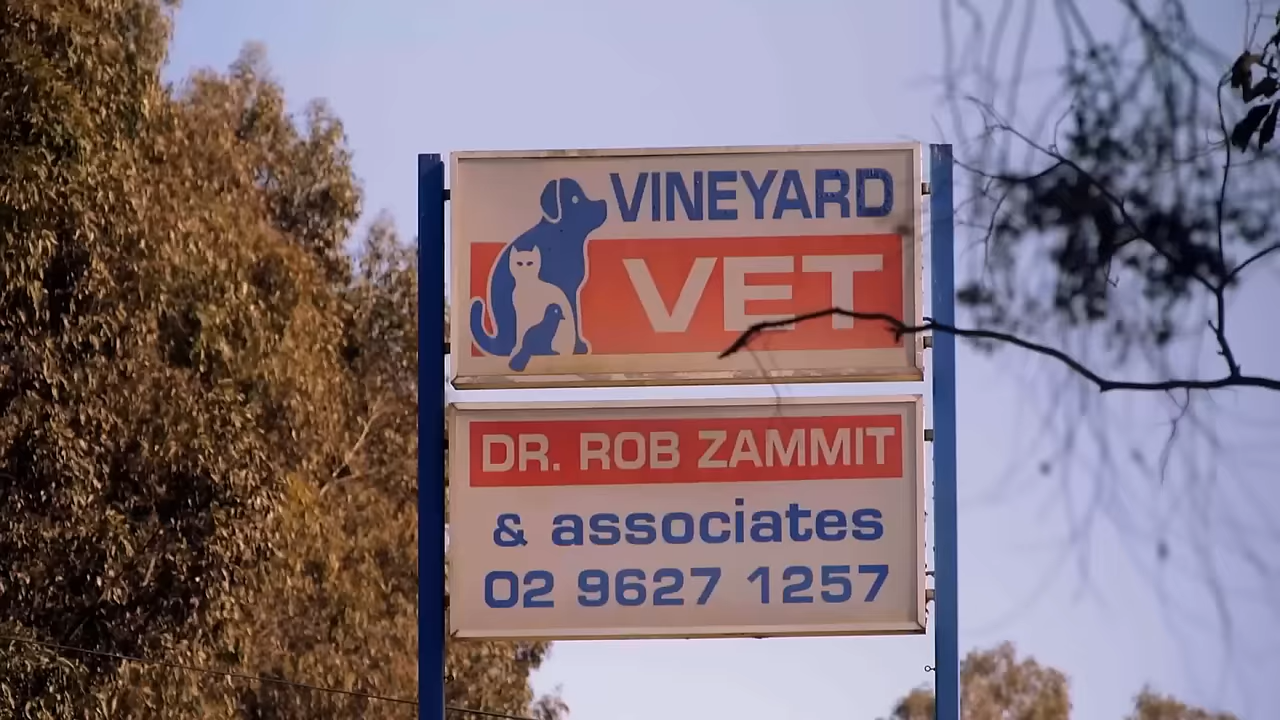 VINEYARD
VET
DR. ROB ZAMMIT
& associates
02 9627 1257